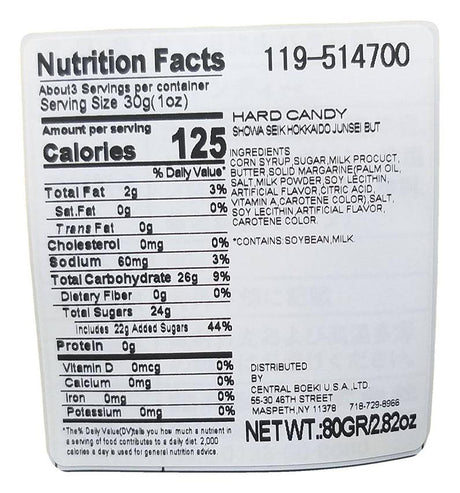 Nutrition Facts
119-514700
About3 Servings per container
Serving Size 30g(1oz)
Amount per serving
Calories 125
% Daily Value*
Total Fat 2g 3%
Sat.Fat 0g 0%
Trans Fat 0g
Cholesterol 0mg 0%
Sodium 60mg 3%
Total Carbohydrate 26g 9%
Dietary Fiber 0g 0%
Total Sugars 24g
Includes 22g Added Sugars 44%
Protein 0g
Vitamin D 0mcg 0%
Calcium 0mg 0%
Iron 0mg 0%
Potassium 0mg 0%
*The% Daily Value(DV)tells you how much a nutrient in
a serving of food contributes to a daily diet. 2,000
calories a day is used for general nutrition advice.
HARD CANDY
SHOWA SEIK HOKKAIDO JUNSEI BUT
INGREDIENTS
CORN SYRUP,SUGAR,MILK PROCUCT,
BUTTER,SOLID MARGARINE(PALM OIL,
SALT,MILK POWDER,SOY LECITHIN,
ARTIFICIAL FLAVOR,CITRIC ACID,
VITAMIN A,CAROTENE COLOR),SALT,
SOY LECITHIN,ARTIFICIAL FLAVOR,
CAROTENE COLOR.
*CONTAINS:SOYBEAN,MILK.
DISTRIBUTED
BY
CENTRAL BOEKI U.S.A.,LTD.
55-30 46TH STREET
MASPETH,NY 11378 718-729-8966
NET WT.:80GR/2.82oz